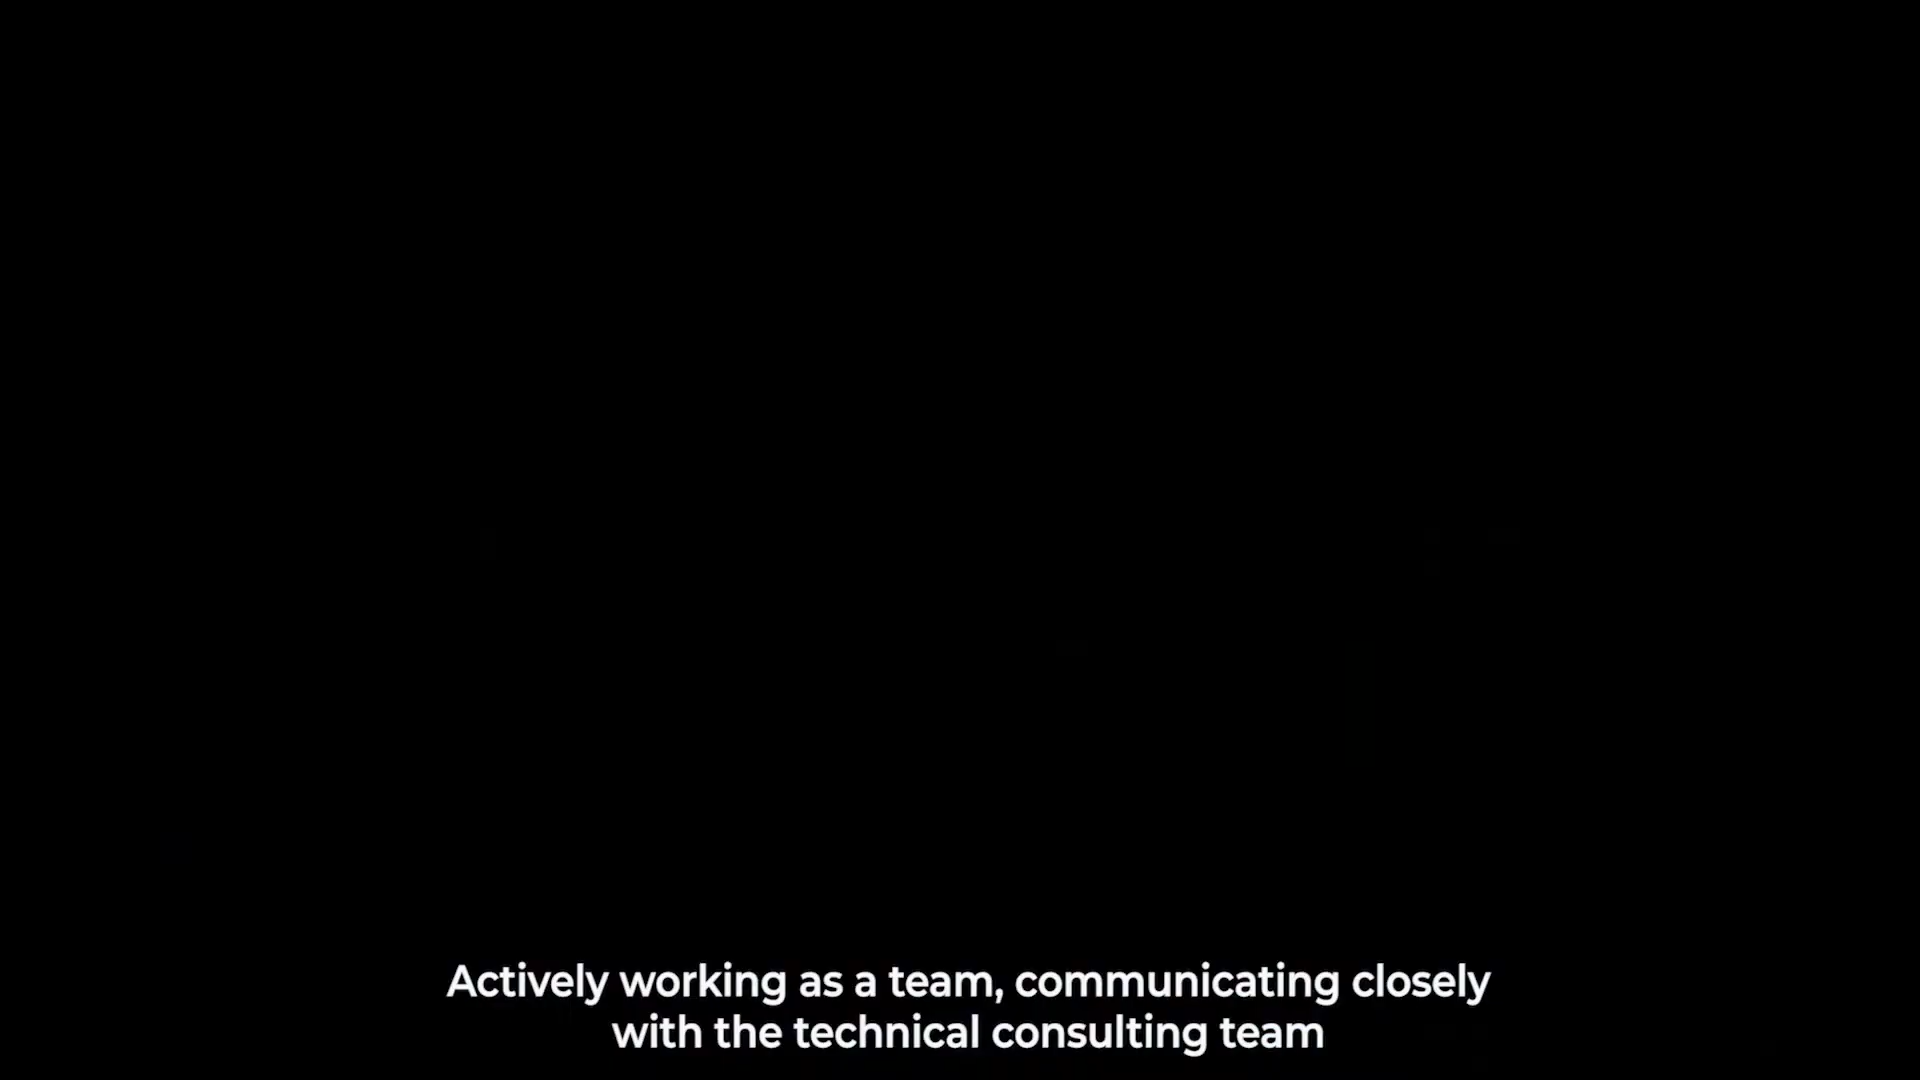 Actively working as a team, communicating closely
with the technical consulting team